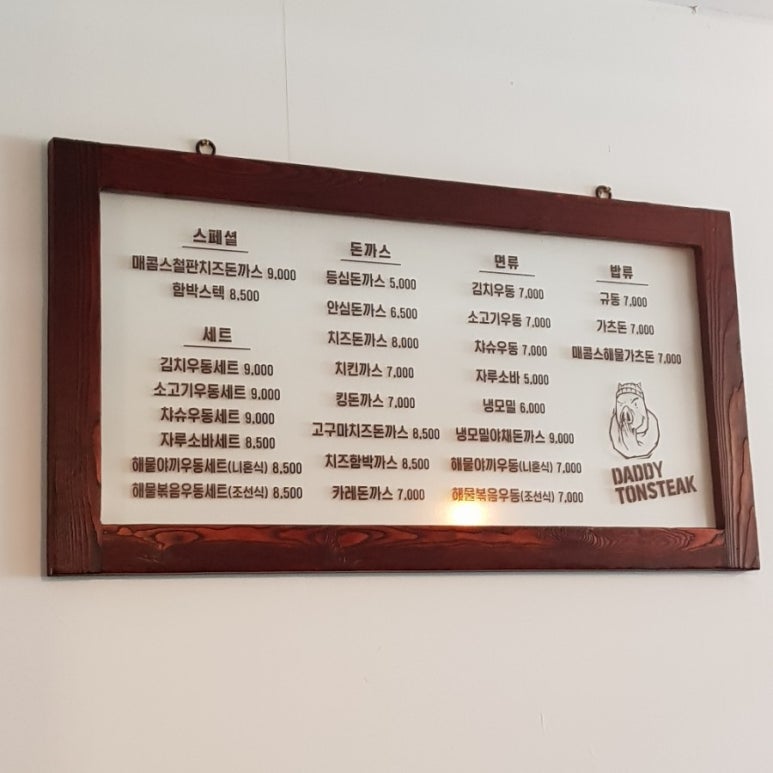 스페셜
매콤스철판치즈돈까스 9,000
함박스텍 8,500
세트
김치우동세트 9,000
소고기우동세트 9,000
챠슈우동세트 9,000
자루소바세트 8,500
해물야끼우동세트(니혼식) 8,500
해물볶음우동세트(조선식) 8,500
돈까스
등심돈까스 5,000
안심돈까스 6,500
치즈돈까스 8,000
치킨까스 7,000
킹돈까스 7,000
고구마치즈돈까스 8,500
치즈함박까스 8,500
카레돈까스 7,000
면류
김치우동 7,000
소고기우동 7,000
챠슈우동 7,000
자루소바 5,000
냉모밀 6,000
냉모밀야채돈까스 9,000
해물야끼우동(니혼식) 7,000
해물볶음우동(조선식) 7,000
밥류
규동 7,000
가츠돈 7,000
매콤스해물가츠돈 7,000
DADDY
TONSTEAK